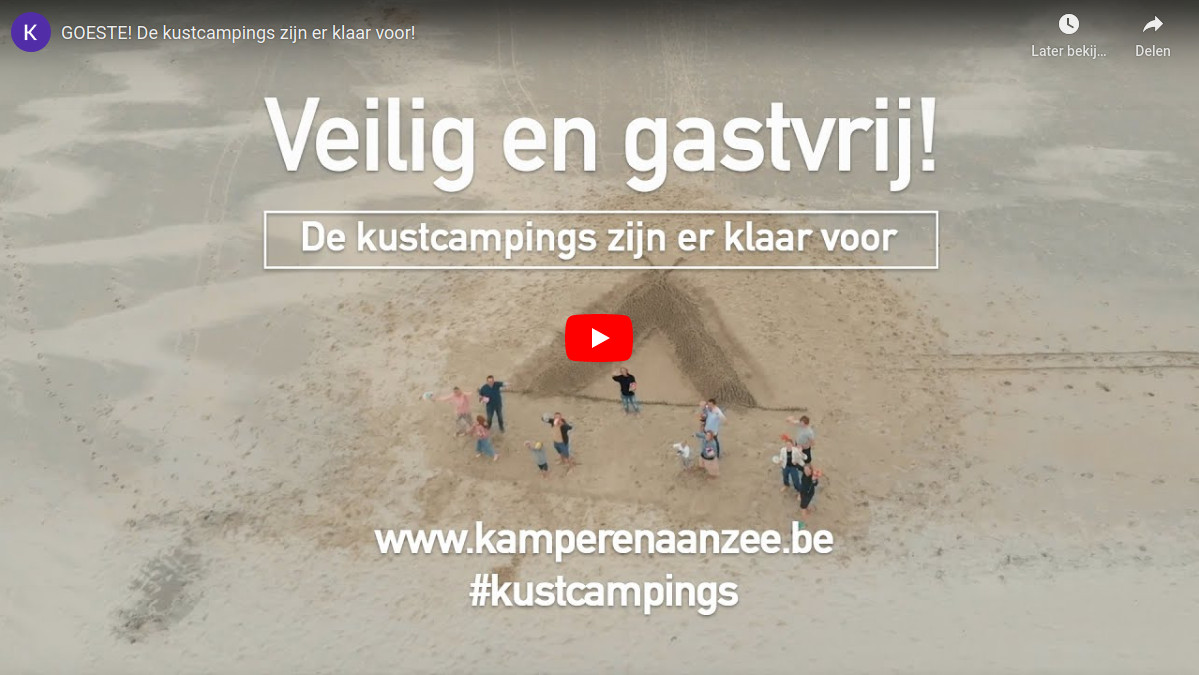 K
GOESTE! De kustcampings zijn er klaar voor!
Later bekij...
Delen
Veilig en gastvrij!
De kustcampings zijn er klaar voor
www.kamperenaanzee.be
#kustcampings